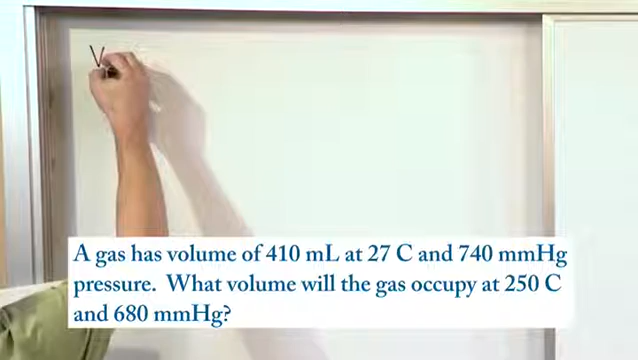 V
A gas has volume of 410 mL at 27 C and 740 mmHg
pressure. What volume will the gas occupy at 250 C
and 680 mmHg?